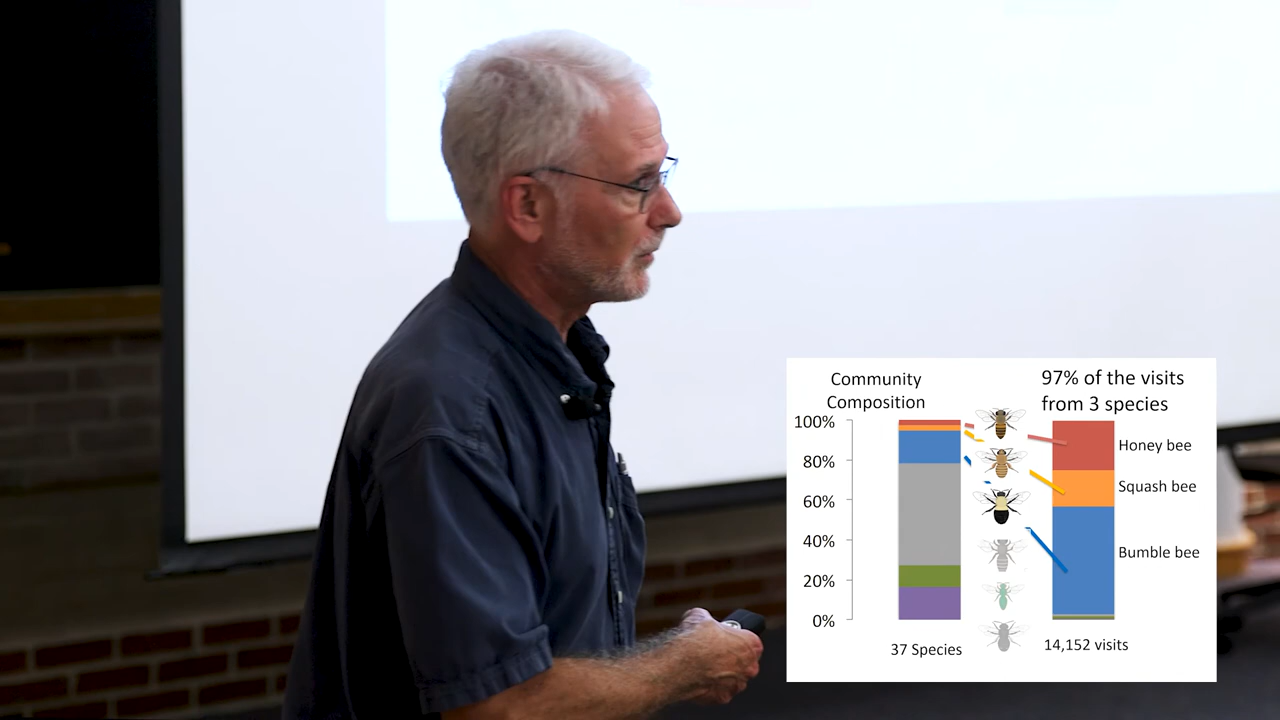 Community
Composition
97% of the visits
from 3 species
100%
80%
60%
40%
20%
0%
Honey bee
Squash bee
Bumble bee
37 Species
14,152 visits